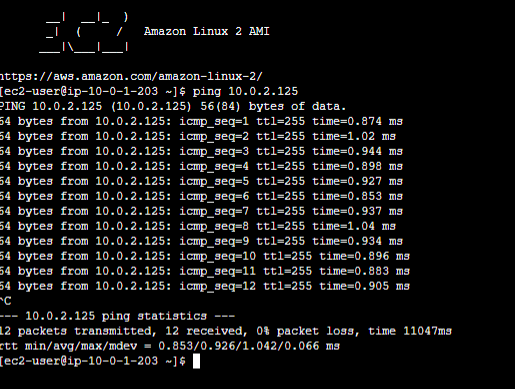 __|  __|_  )
_|  (     /   Amazon Linux 2 AMI
___|\___|___|
https://aws.amazon.com/amazon-linux-2/
[ec2-user@ip-10-0-1-203 ~]$ ping 10.0.2.125
PING 10.0.2.125 (10.0.2.125) 56(84) bytes of data.
64 bytes from 10.0.2.125: icmp_seq=1 ttl=255 time=0.874 ms
64 bytes from 10.0.2.125: icmp_seq=2 ttl=255 time=1.02 ms
64 bytes from 10.0.2.125: icmp_seq=3 ttl=255 time=0.944 ms
64 bytes from 10.0.2.125: icmp_seq=4 ttl=255 time=0.898 ms
64 bytes from 10.0.2.125: icmp_seq=5 ttl=255 time=0.927 ms
64 bytes from 10.0.2.125: icmp_seq=6 ttl=255 time=0.853 ms
64 bytes from 10.0.2.125: icmp_seq=7 ttl=255 time=0.937 ms
64 bytes from 10.0.2.125: icmp_seq=8 ttl=255 time=1.04 ms
64 bytes from 10.0.2.125: icmp_seq=9 ttl=255 time=0.934 ms
64 bytes from 10.0.2.125: icmp_seq=10 ttl=255 time=0.896 ms
64 bytes from 10.0.2.125: icmp_seq=11 ttl=255 time=0.883 ms
64 bytes from 10.0.2.125: icmp_seq=12 ttl=255 time=0.905 ms
^C
--- 10.0.2.125 ping statistics ---
12 packets transmitted, 12 received, 0% packet loss, time 11047ms
rtt min/avg/max/mdev = 0.853/0.926/1.042/0.066 ms
[ec2-user@ip-10-0-1-203 ~]$